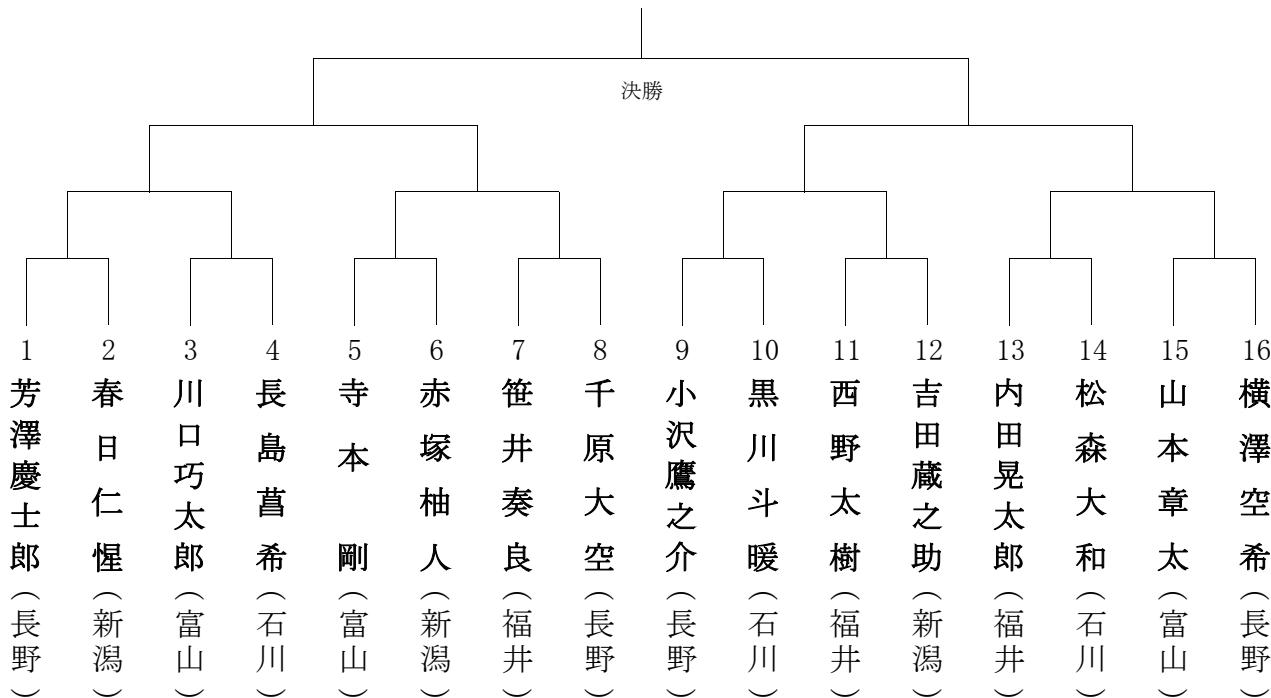 決勝
1
芳澤慶士郎(長野)
2
春日仁惺(新潟)
3
川口巧太郎(富山)
4
長島菖希(石川)
5
寺本 剛(富山)
6
赤塚柚人(新潟)
7
笹井奏良(福井)
8
千原大空(長野)
9
小沢鷹之介(長野)
10
黒川斗暖(石川)
11
西野太樹(福井)
12
吉田蔵之助(新潟)
13
内田晃太郎(福井)
14
松森大和(石川)
15
山本章太(富山)
16
横澤空希(長野)